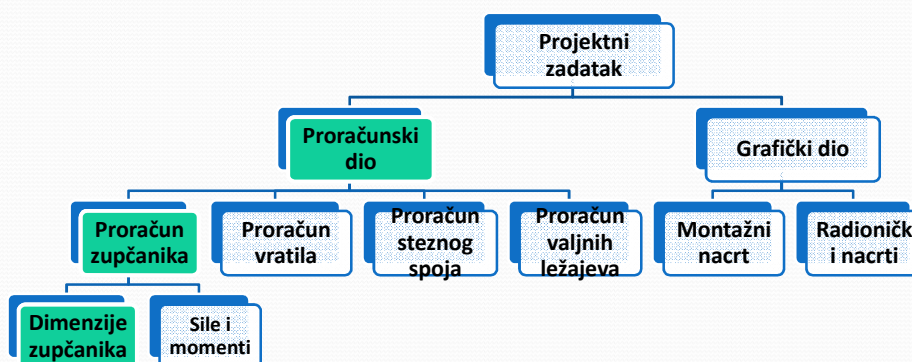 Projektni
zadatak
Proračunski
dio
Grafički dio
Proračun
zupčanika
Proračun
vratila
Proračun
steznog
spoja
Proračun
valjnih
ležajeva
Montažni
nacrt
Radioničk
i nacrti
Dimenzije
zupčanika
Sile i
momenti